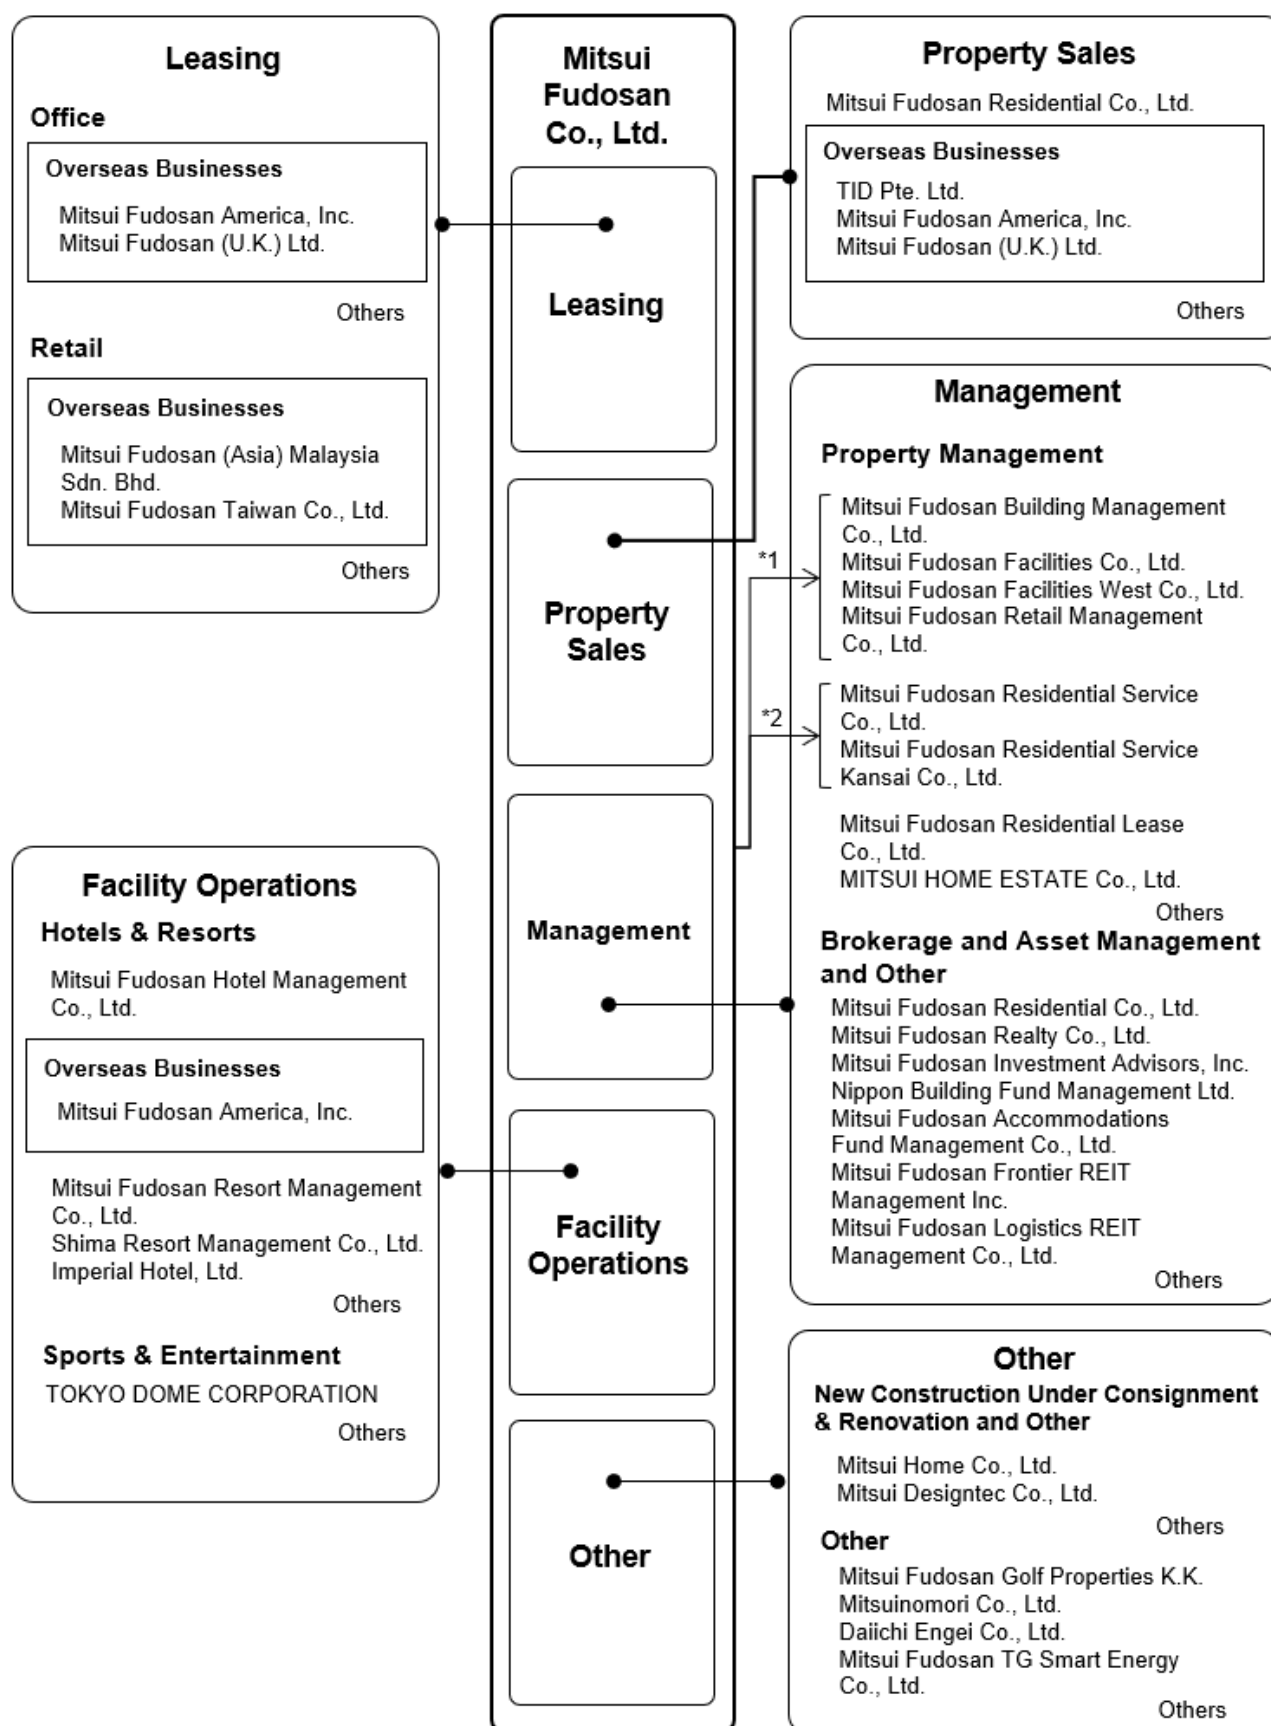 Leasing
Office
Overseas Businesses
Mitsui Fudosan America, Inc.
Mitsui Fudosan (U.K.) Ltd.
Others
Retail
Overseas Businesses
Mitsui Fudosan (Asia) Malaysia
Sdn. Bhd.
Mitsui Fudosan Taiwan Co., Ltd.
Others
Facility Operations
Hotels & Resorts
Mitsui Fudosan Hotel Management
Co., Ltd.
Overseas Businesses
Mitsui Fudosan America, Inc.
Mitsui Fudosan Resort Management
Co., Ltd.
Shima Resort Management Co., Ltd.
Imperial Hotel, Ltd.
Others
Sports & Entertainment
TOKYO DOME CORPORATION
Others
Mitsui
Fudosan
Co., Ltd.
Leasing
Property
Sales
Management
Facility
Operations
Other
*1
*2
Property Sales
Mitsui Fudosan Residential Co., Ltd.
Overseas Businesses
TID Pte. Ltd.
Mitsui Fudosan America, Inc.
Mitsui Fudosan (U.K.) Ltd.
Others
Management
Property Management
Mitsui Fudosan Building Management
Co., Ltd.
Mitsui Fudosan Facilities Co., Ltd.
Mitsui Fudosan Facilities West Co., Ltd.
Mitsui Fudosan Retail Management
Co., Ltd.
Mitsui Fudosan Residential Service
Co., Ltd.
Mitsui Fudosan Residential Service
Kansai Co., Ltd.
Mitsui Fudosan Residential Lease
Co., Ltd.
MITSUI HOME ESTATE Co., Ltd.
Others
Brokerage and Asset Management
and Other
Mitsui Fudosan Residential Co., Ltd.
Mitsui Fudosan Realty Co., Ltd.
Mitsui Fudosan Investment Advisors, Inc.
Nippon Building Fund Management Ltd.
Mitsui Fudosan Accommodations
Fund Management Co., Ltd.
Mitsui Fudosan Frontier REIT
Management Inc.
Mitsui Fudosan Logistics REIT
Management Co., Ltd.
Others
Other
New Construction Under Consignment
& Renovation and Other
Mitsui Home Co., Ltd.
Mitsui Designtec Co., Ltd.
Others
Other
Mitsui Fudosan Golf Properties K.K.
Mitsuinomori Co., Ltd.
Daiichi Engei Co., Ltd.
Mitsui Fudosan TG Smart Energy
Co., Ltd.
Others